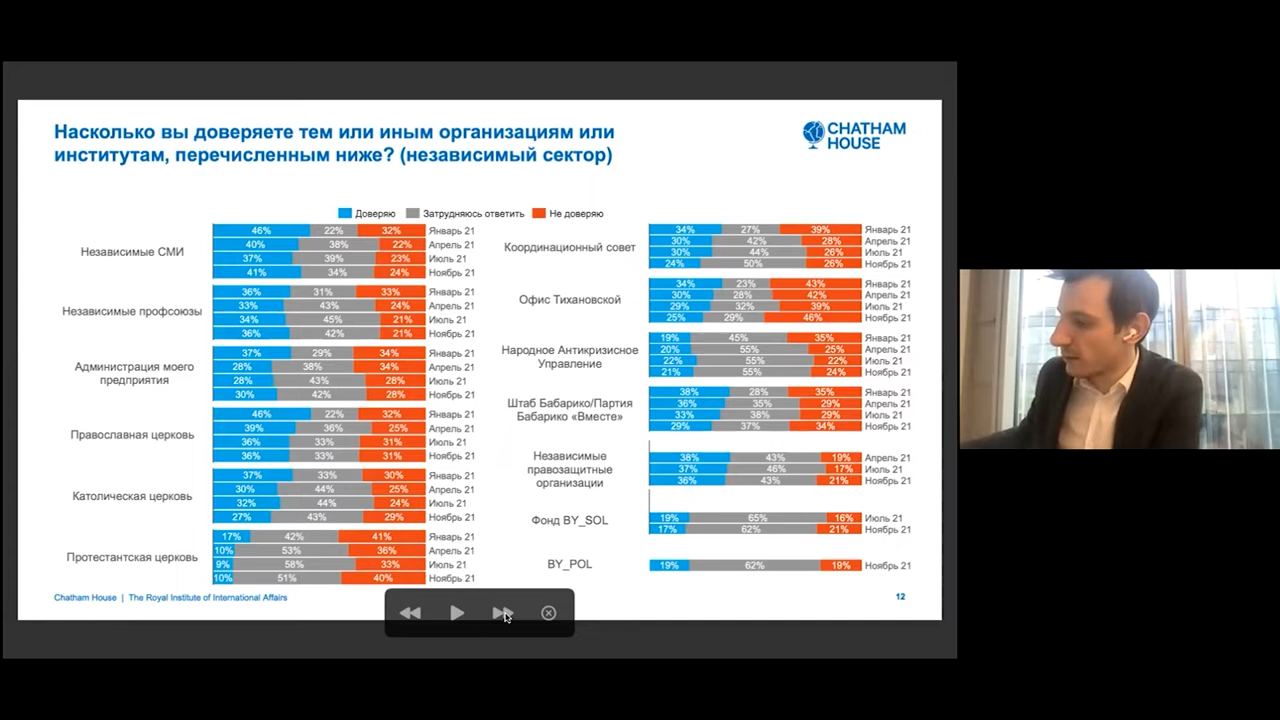 Насколько вы доверяете тем или иным организациям или
институтам, перечисленным ниже? (независимый сектор)
CHATHAM
HOUSE
Доверяю Затрудняюсь ответить Не доверяю
Независимые СМИ
46% 22% 32% Январь 21
40% 38% 22% Апрель 21
37% 39% 23% Июль 21
41% 34% 24% Ноябрь 21
Независимые профсоюзы
36% 31% 33% Январь 21
33% 43% 24% Апрель 21
34% 45% 21% Июль 21
36% 42% 21% Ноябрь 21
Администрация моего
предприятия
37% 29% 34% Январь 21
28% 38% 34% Апрель 21
28% 43% 28% Июль 21
30% 42% 28% Ноябрь 21
Православная церковь
46% 22% 32% Январь 21
39% 36% 25% Апрель 21
36% 33% 31% Июль 21
36% 33% 31% Ноябрь 21
Католическая церковь
37% 33% 30% Январь 21
30% 44% 25% Апрель 21
32% 44% 24% Июль 21
27% 43% 29% Ноябрь 21
Протестантская церковь
17% 42% 41% Январь 21
10% 53% 36% Апрель 21
9% 58% 33% Июль 21
10% 51% 40% Ноябрь 21
Координационный совет
34% 27% 39% Январь 21
30% 42% 28% Апрель 21
30% 44% 26% Июль 21
24% 50% 26% Ноябрь 21
Офис Тихановской
34% 23% 43% Январь 21
30% 28% 42% Апрель 21
29% 32% 39% Июль 21
25% 29% 46% Ноябрь 21
Народное Антикризисное
Управление
19% 45% 35% Январь 21
20% 55% 25% Апрель 21
22% 55% 22% Июль 21
21% 55% 24% Ноябрь 21
Штаб Бабарико/Партия
Бабарико «Вместе»
38% 28% 35% Январь 21
36% 35% 29% Апрель 21
33% 38% 29% Июль 21
29% 37% 34% Ноябрь 21
Независимые
правозащитные
организации
38% 43% 19% Апрель 21
37% 46% 17% Июль 21
36% 43% 21% Ноябрь 21
Фонд BY_SOL
19% 65% 16% Июль 21
17% 62% 21% Ноябрь 21
BY_POL
19% 62% 19% Ноябрь 21
Chatham House | The Royal Institute of International Affairs
12